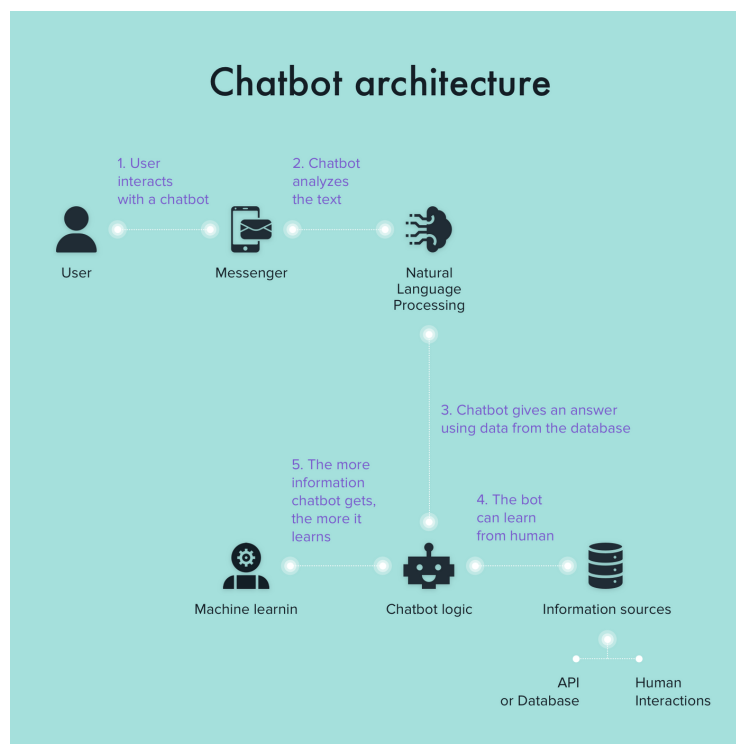 Chatbot architecture
1. User
interacts
with a chatbot
2. Chatbot
analyzes
the text
User
Messenger
Natural
Language
Processing
3. Chatbot gives an answer
using data from the database
5. The more
information
chatbot gets,
the more it
learns
4. The bot
can learn
from human
Machine learnin
Chatbot logic
Information sources
API
or Database
Human
Interactions